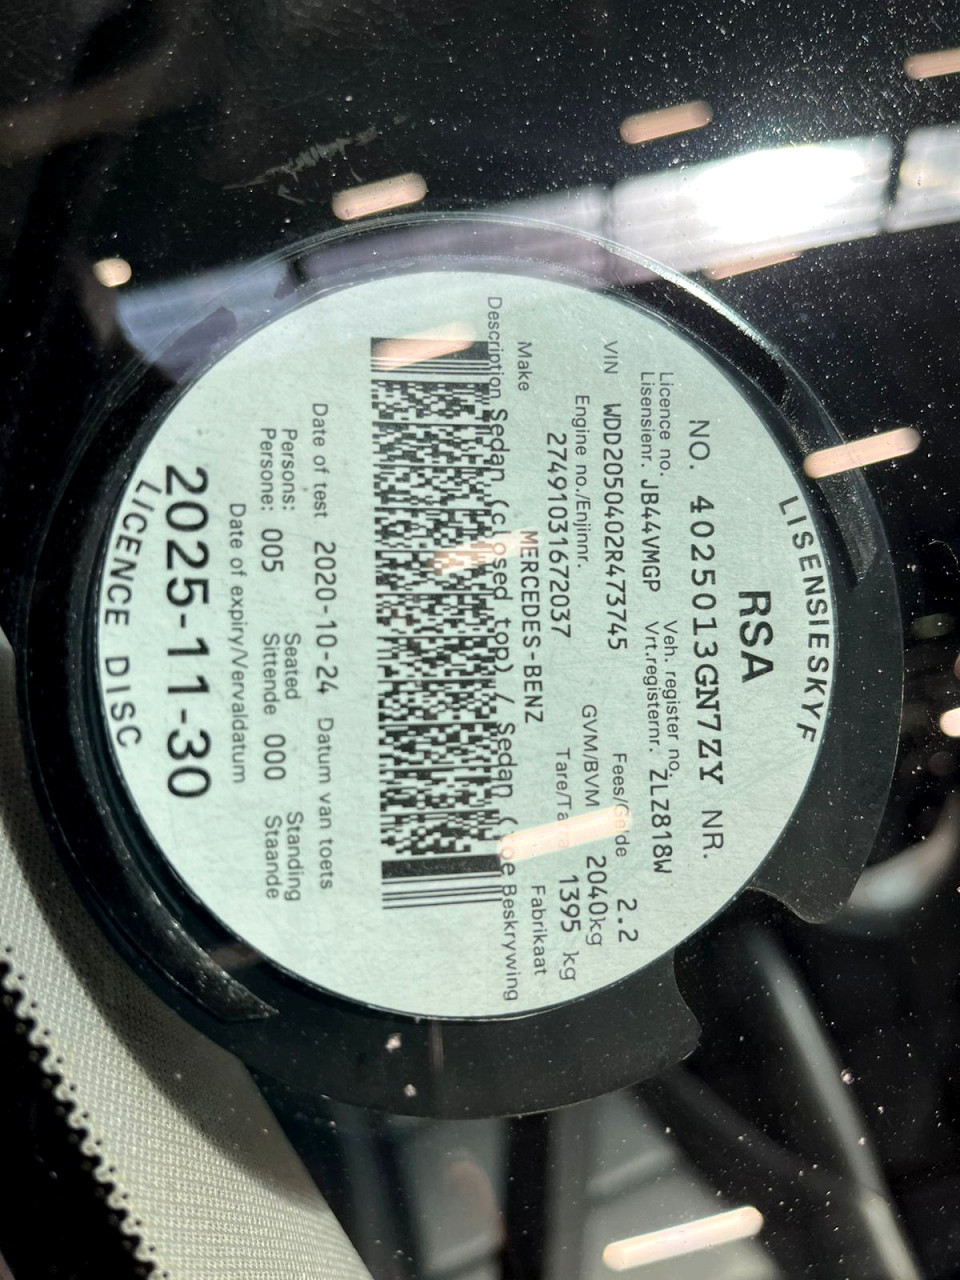 LISENSIESKYF
RSA
NO. 4025013GN7ZY NR.
Licence no. Veh. register no.
Lisensienr. JB44VMGP Vrt.registernr. ZLZ818W
VIN WDD2050402R473745 Fees/Gelde 2.2
Engine no./Enjinnr. GVM/BVM 2040kg
27491031672037 Tare/Tarra 1395 kg
Make MERCEDES-BENZ Fabrikaat
Description Sedan (closed top) / Sedan (toe Beskrywing
Date of test 2020-10-24 Datum van toets
Persons: Seated Standing
Persone: 005 Sittende 000 Staande
Date of expiry/Vervaldatum
2025-11-30
LICENCE DISC